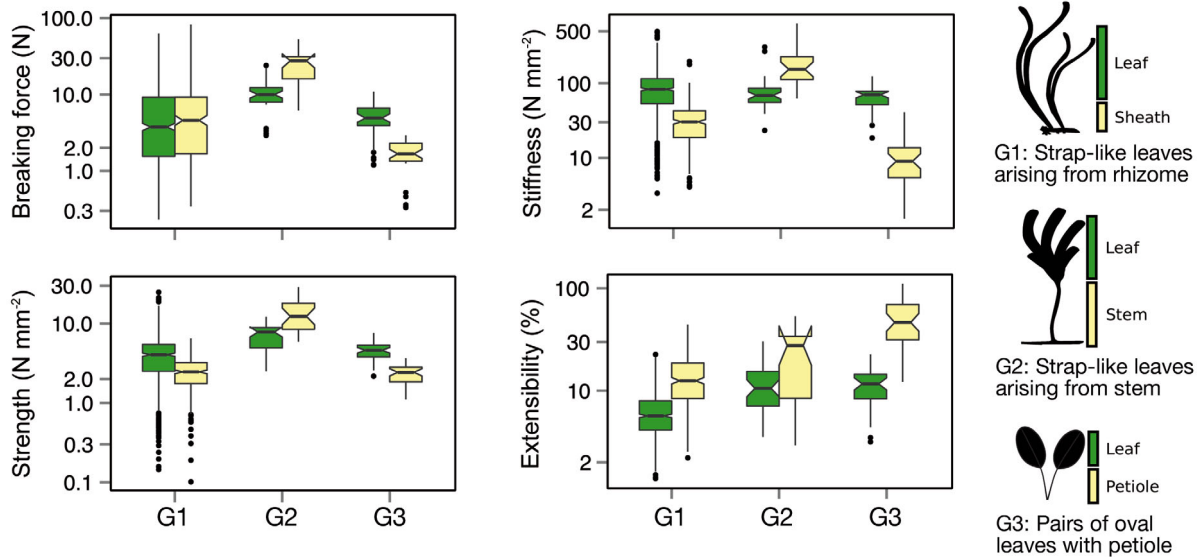 Breaking force (N)
100.0
30.0
10.0
2.0
1.0
0.3
Stiffness (N mm⁻²)
500
100
30
10
2
Strength (N mm⁻²)
30.0
10.0
2.0
1.0
0.3
0.1
G1 G2 G3
Extensibility (%)
100
30
10
2
G1 G2 G3
Leaf
Sheath
G1: Strap-like leaves
arising from rhizome
Leaf
Stem
G2: Strap-like leaves
arising from stem
Leaf
Petiole
G3: Pairs of oval
leaves with petiole